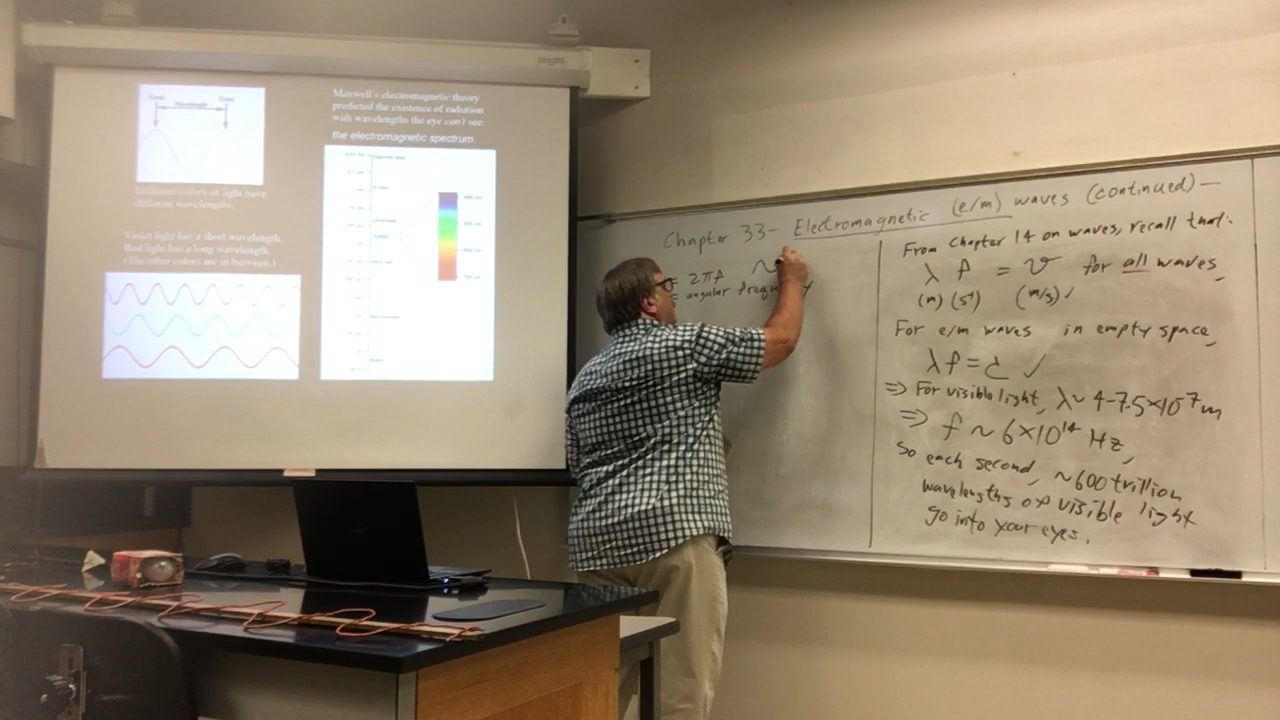 Crest Crest
Wavelength
Different colors of light have
different wavelengths.
Violet light has a short wavelength
Red light has a long wavelength.
(The other colors are in between.)
Maxwell's electromagnetic theory
predicted the existence of radiation
with wavelengths the eye can't see:
the electromagnetic spectrum.
Chapter 33- Electromagnetic (e/m) waves (continued) —
= 2πf
= angular frequency
From Chapter 14 on waves, recall that:
λ f = v for all waves,
(m) (s⁻¹) (m/s) ✓
For e/m waves in empty space,
λf = c ✓
⇒ For visible light, λ ~ 4-7.5×10⁻⁷ m
⇒ f ~ 6×10¹⁴ Hz,
So each second, ~600 trillion
wavelengths of visible light
go into your eyes.